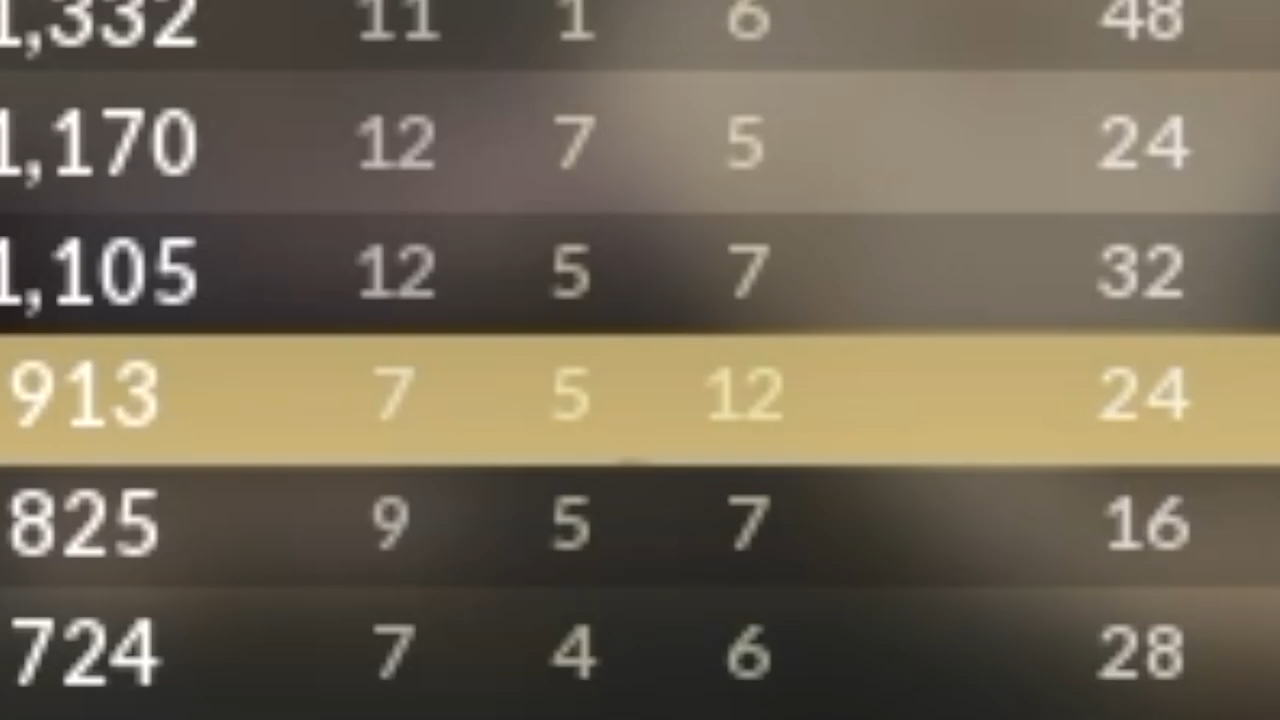 1,332 11 1 6 48
1,170 12 7 5 24
1,105 12 5 7 32
913 7 5 12 24
825 9 5 7 16
724 7 4 6 28